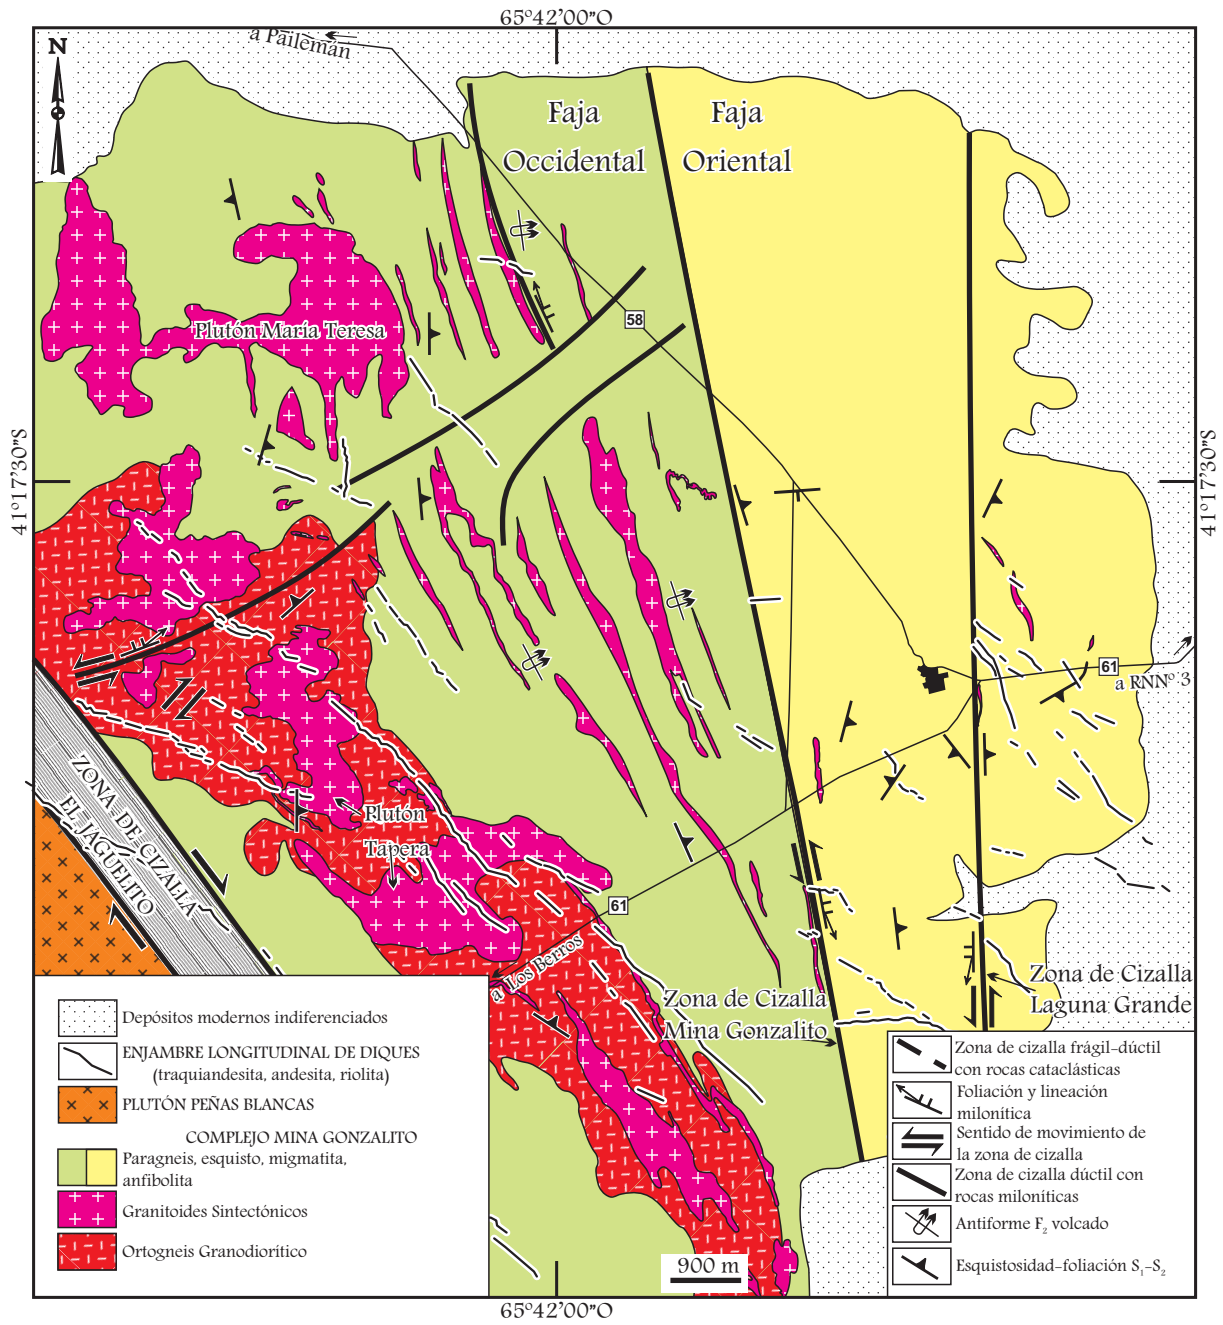 65°42'00"O
a Pailemán
N
Faja
Occidental
Faja
Oriental
58
Plutón María Teresa
41°17'30"S
41°17'30"S
61
a RNNº 3
ZONA DE CIZALLA
EL JAGUELITO
Plutón
Tapera
61
a Los Berros
Zona de Cizalla
Mina Gonzalito
Zona de Cizalla
Laguna Grande
Depósitos modernos indiferenciados
ENJAMBRE LONGITUDINAL DE DIQUES
(traquiandesita, andesita, riolita)
PLUTÓN PEÑAS BLANCAS
COMPLEJO MINA GONZALITO
Paragneis, esquisto, migmatita,
anfibolita
Granitoides Sintectónicos
Ortogneis Granodiorítico
900 m
Zona de cizalla frágil-dúctil
con rocas cataclásticas
Foliación y lineación
milonítica
Sentido de movimiento de
la zona de cizalla
Zona de cizalla dúctil con
rocas miloníticas
Antiforme F₂ volcado
Esquistosidad-foliación S₁-S₂
65°42'00"O